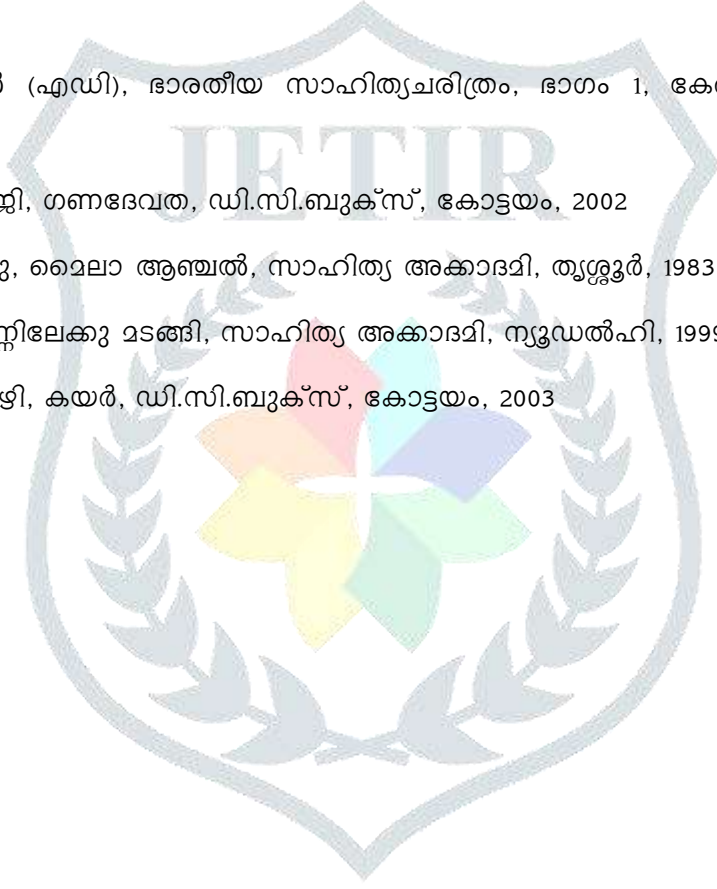 (എഡി), ഭാരതീയ സാഹിത്യചരിത്രം, ഭാഗം 1,
JETIR
ഗണദേവത, ഡി.സി.ബുക്സ്, കോട്ടയം, 2002
മൈലാ ആഞ്ചൽ, സാഹിത്യ അക്കാദമി, തൃശ്ശൂർ, 1983
മടങ്ങി, സാഹിത്യ അക്കാദമി, ന്യൂഡൽഹി,
കയർ, ഡി.സി.ബുക്സ്, കോട്ടയം, 2003